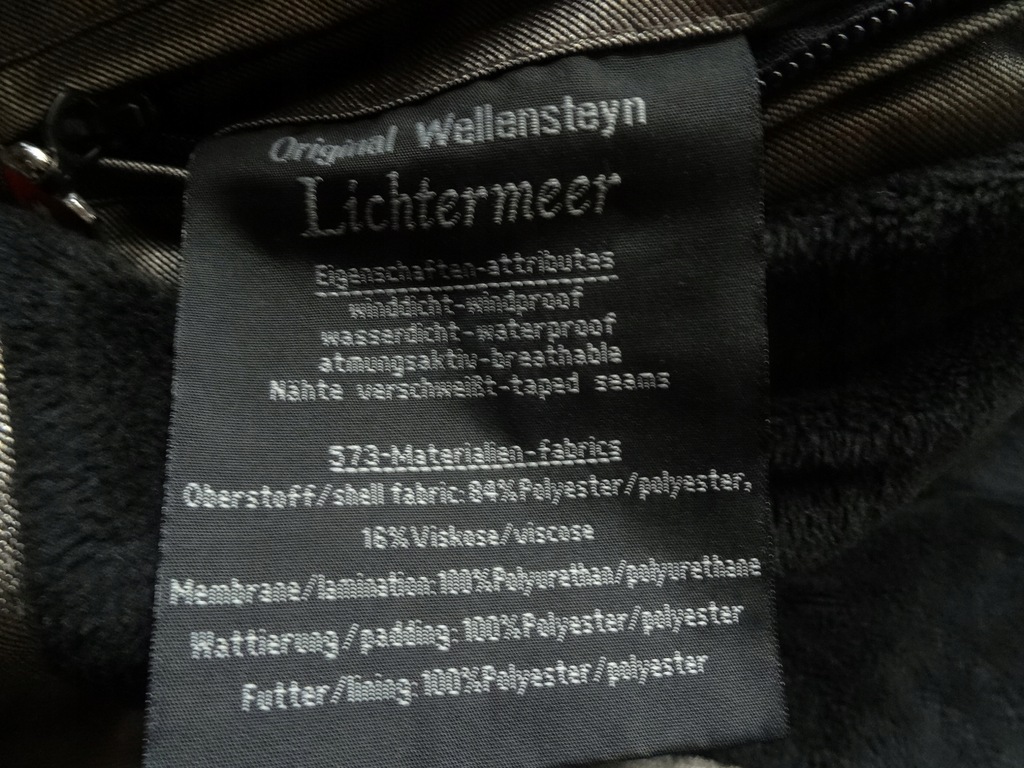 Original Wellensteyn
Lichtermeer
Eigenschaften-attributes
winddicht-windproof
wasserdicht-waterproof
atmungsaktiv-breathable
Nähte verschweißt-taped seams
573-Materialien-fabrics
Oberstoff/shell fabric: 84%Polyester/polyester,
16%Viskose/viscose
Membrane/lamination:100%Polyurethan/polyurethane
Wattierung/padding:100%Polyester/polyester
Futter/lining:100%Polyester/polyester